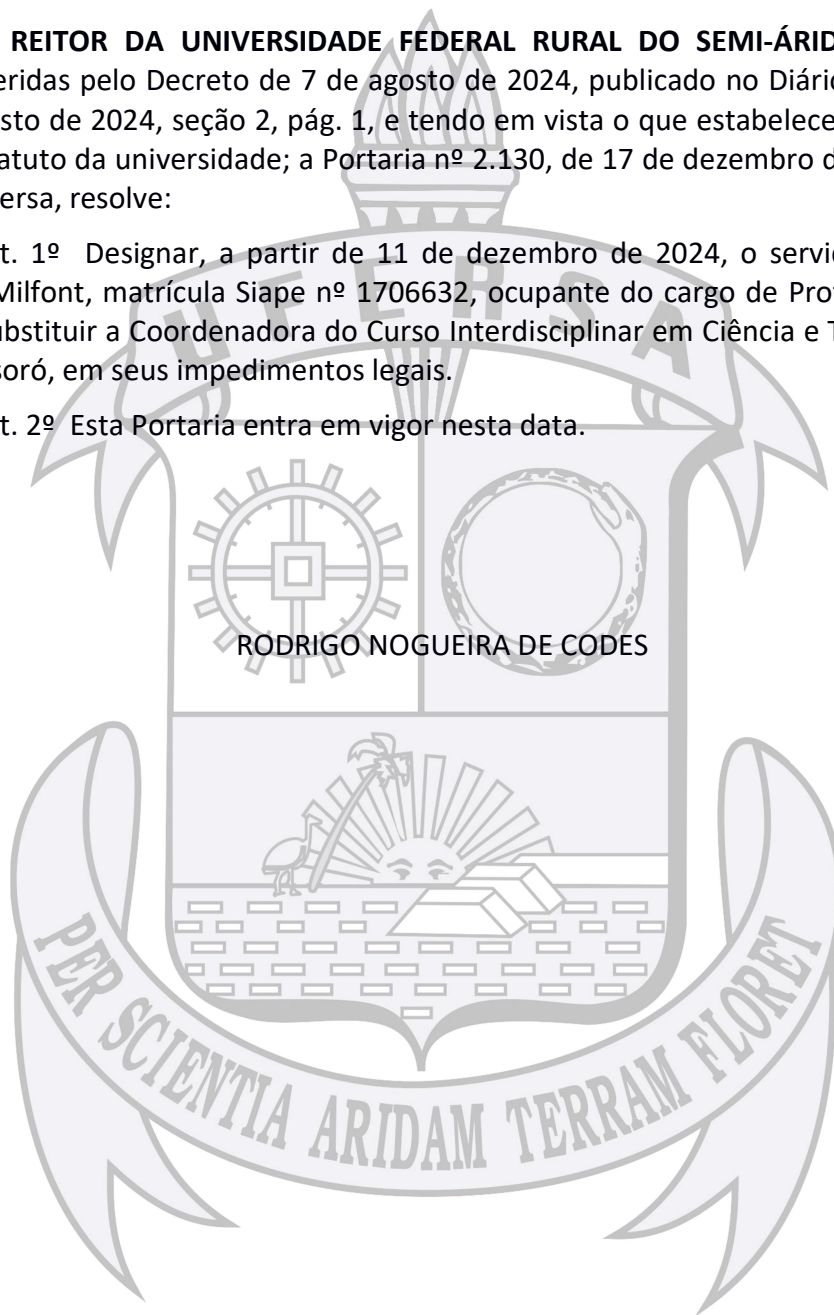 REITOR DA UNIVERSIDADE FEDERAL RURAL DO SEMI-ÁRID
eridas pelo Decreto de 7 de agosto de 2024, publicado no Diário
sto de 2024, seção 2, pág. 1, e tendo em vista o que estabelece
atuto da universidade; a Portaria nº 2.130, de 17 de dezembro d
ersa, resolve:
t. 1º Designar, a partir de 11 de dezembro de 2024, o servi
Milfont, matrícula Siape nº 1706632, ocupante do cargo de Prof
ubstituir a Coordenadora do Curso Interdisciplinar em Ciência e T
soró, em seus impedimentos legais.
t. 2º Esta Portaria entra em vigor nesta data.
UFERSA
RODRIGO NOGUEIRA DE CODES
PER SCIENTIA ARIDAM TERRAM FLORET